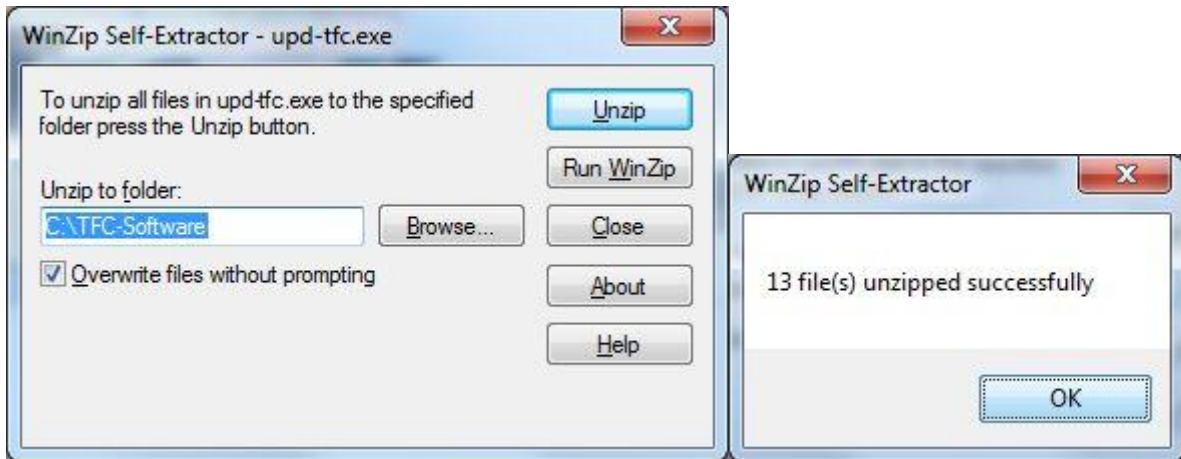 WinZip Self-Extractor - upd-tfc.exe
To unzip all files in upd-tfc.exe to the specified
folder press the Unzip button.
Unzip to folder:
C:\TFC-Software
Browse...
Overwrite files without prompting
Unzip
Run WinZip
Close
About
Help
WinZip Self-Extractor
13 file(s) unzipped successfully
OK